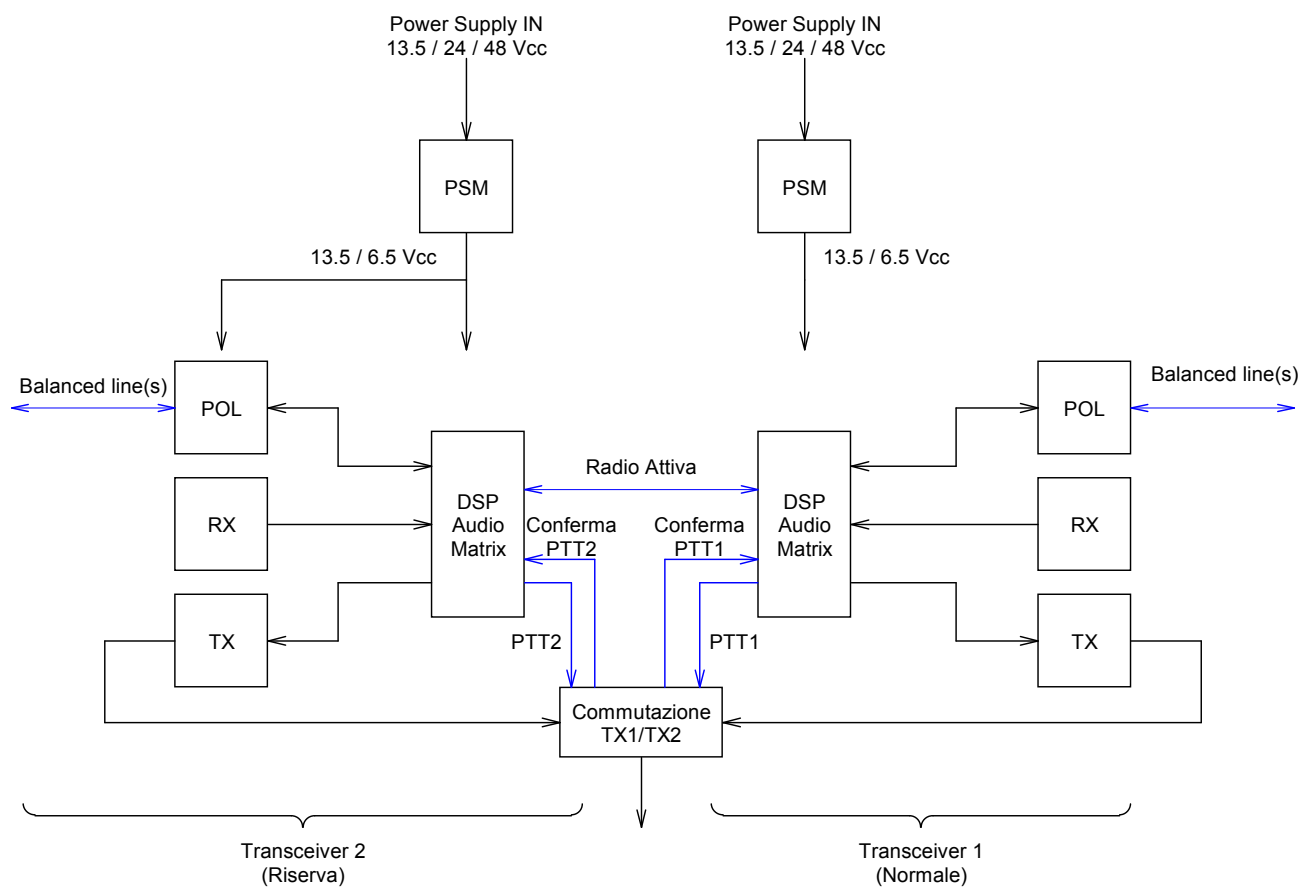 Power Supply IN
13.5 / 24 / 48 Vcc
Power Supply IN
13.5 / 24 / 48 Vcc
PSM
PSM
13.5 / 6.5 Vcc
13.5 / 6.5 Vcc
Balanced line(s)
POL
POL
Balanced line(s)
Radio Attiva
RX
DSP
Audio
Matrix
Conferma
PTT2
Conferma
PTT1
DSP
Audio
Matrix
RX
TX
PTT2
PTT1
TX
Commutazione
TX1/TX2
Transceiver 2
(Riserva)
Transceiver 1
(Normale)